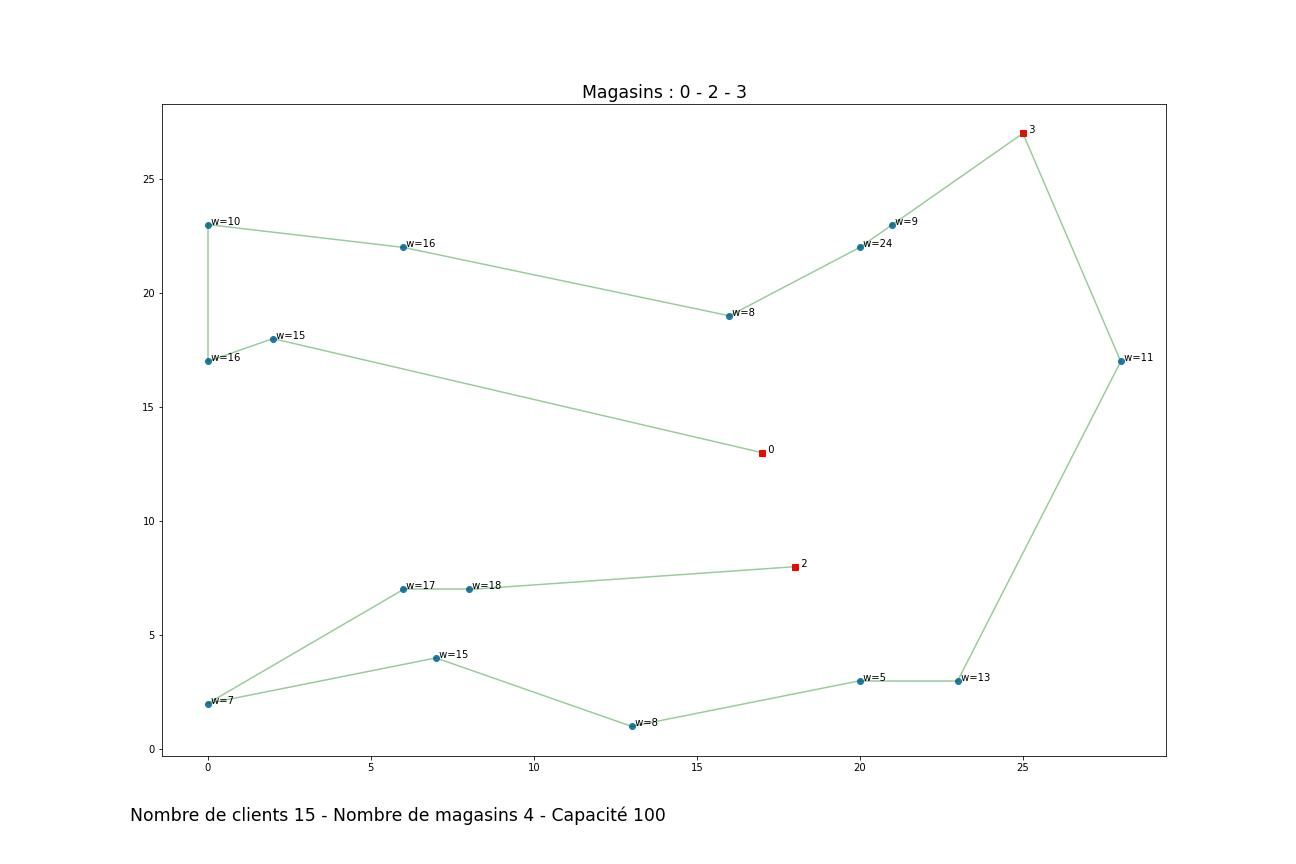 Magasins : 0 - 2 - 3
3
25
w=10
w=9
w=16
w=24
20
w=8
w=15
w=16
w=11
15
0
10
2
w=17
w=18
5
w=15
w=5
w=13
w=7
w=8
0
0 5 10 15 20 25
Nombre de clients 15 - Nombre de magasins 4 - Capacité 100